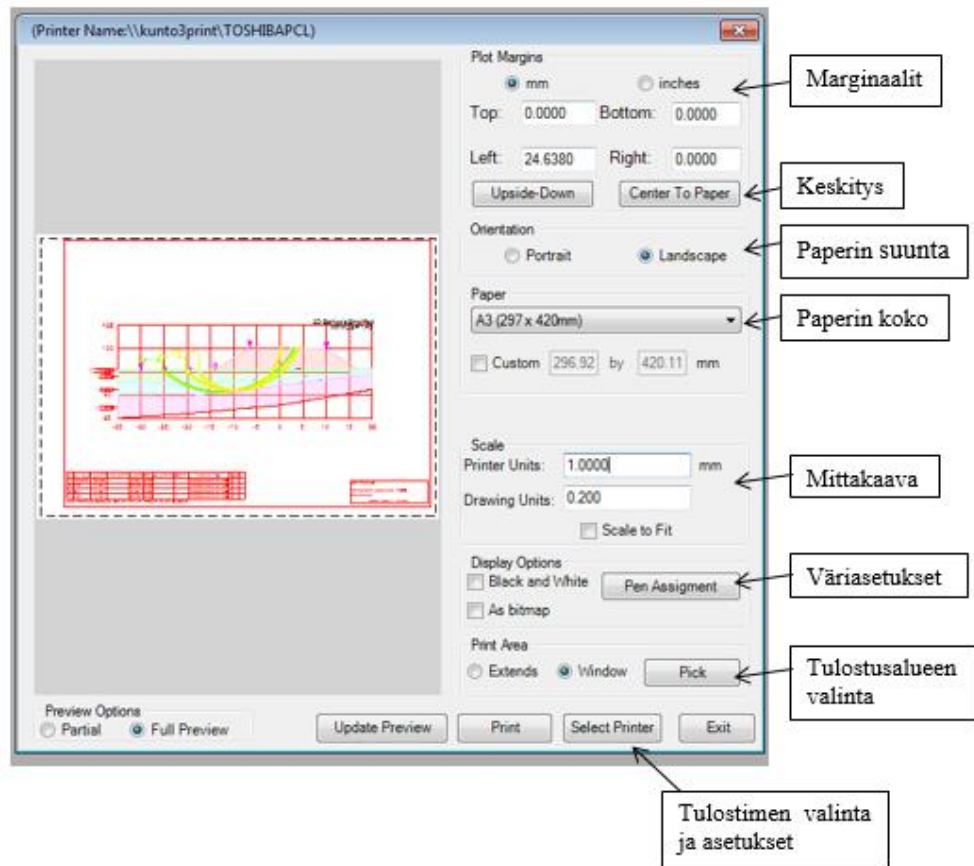 (Printer Name:\\kunto3print\TOSHIBAPCL)
Plot Margins
mm inches
Marginaalit
Top: 0.0000 Bottom: 0.0000
Left: 24.6380 Right: 0.0000
Upside-Down Center To Paper
Keskitys
Orientation
Portrait Landscape
Paperin suunta
Paper
A3 (297 x 420mm)
Paperin koko
Custom 296.92 by 420.11 mm
Scale
Printer Units: 1.0000 mm
Drawing Units: 0.200
Mittakaava
Scale to Fit
Display Options
Black and White Pen Assigment
Väriasetukset
As bitmap
Print Area
Extends Window Pick
Tulostusalueen
valinta
Preview Options
Partial Full Preview
Update Preview Print Select Printer Exit
Tulostimen valinta
ja asetukset